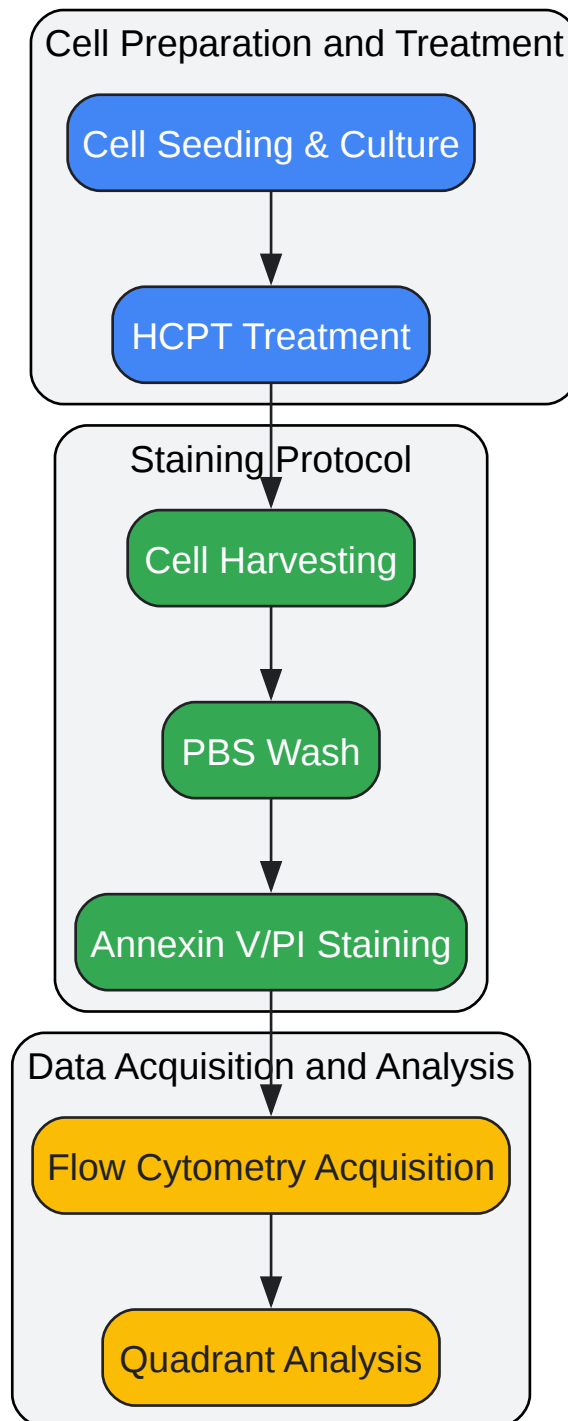 Cell Preparation and Treatment
Cell Seeding & Culture
HCPT Treatment
Staining Protocol
Cell Harvesting
PBS Wash
Annexin V/PI Staining
Data Acquisition and Analysis
Flow Cytometry Acquisition
Quadrant Analysis